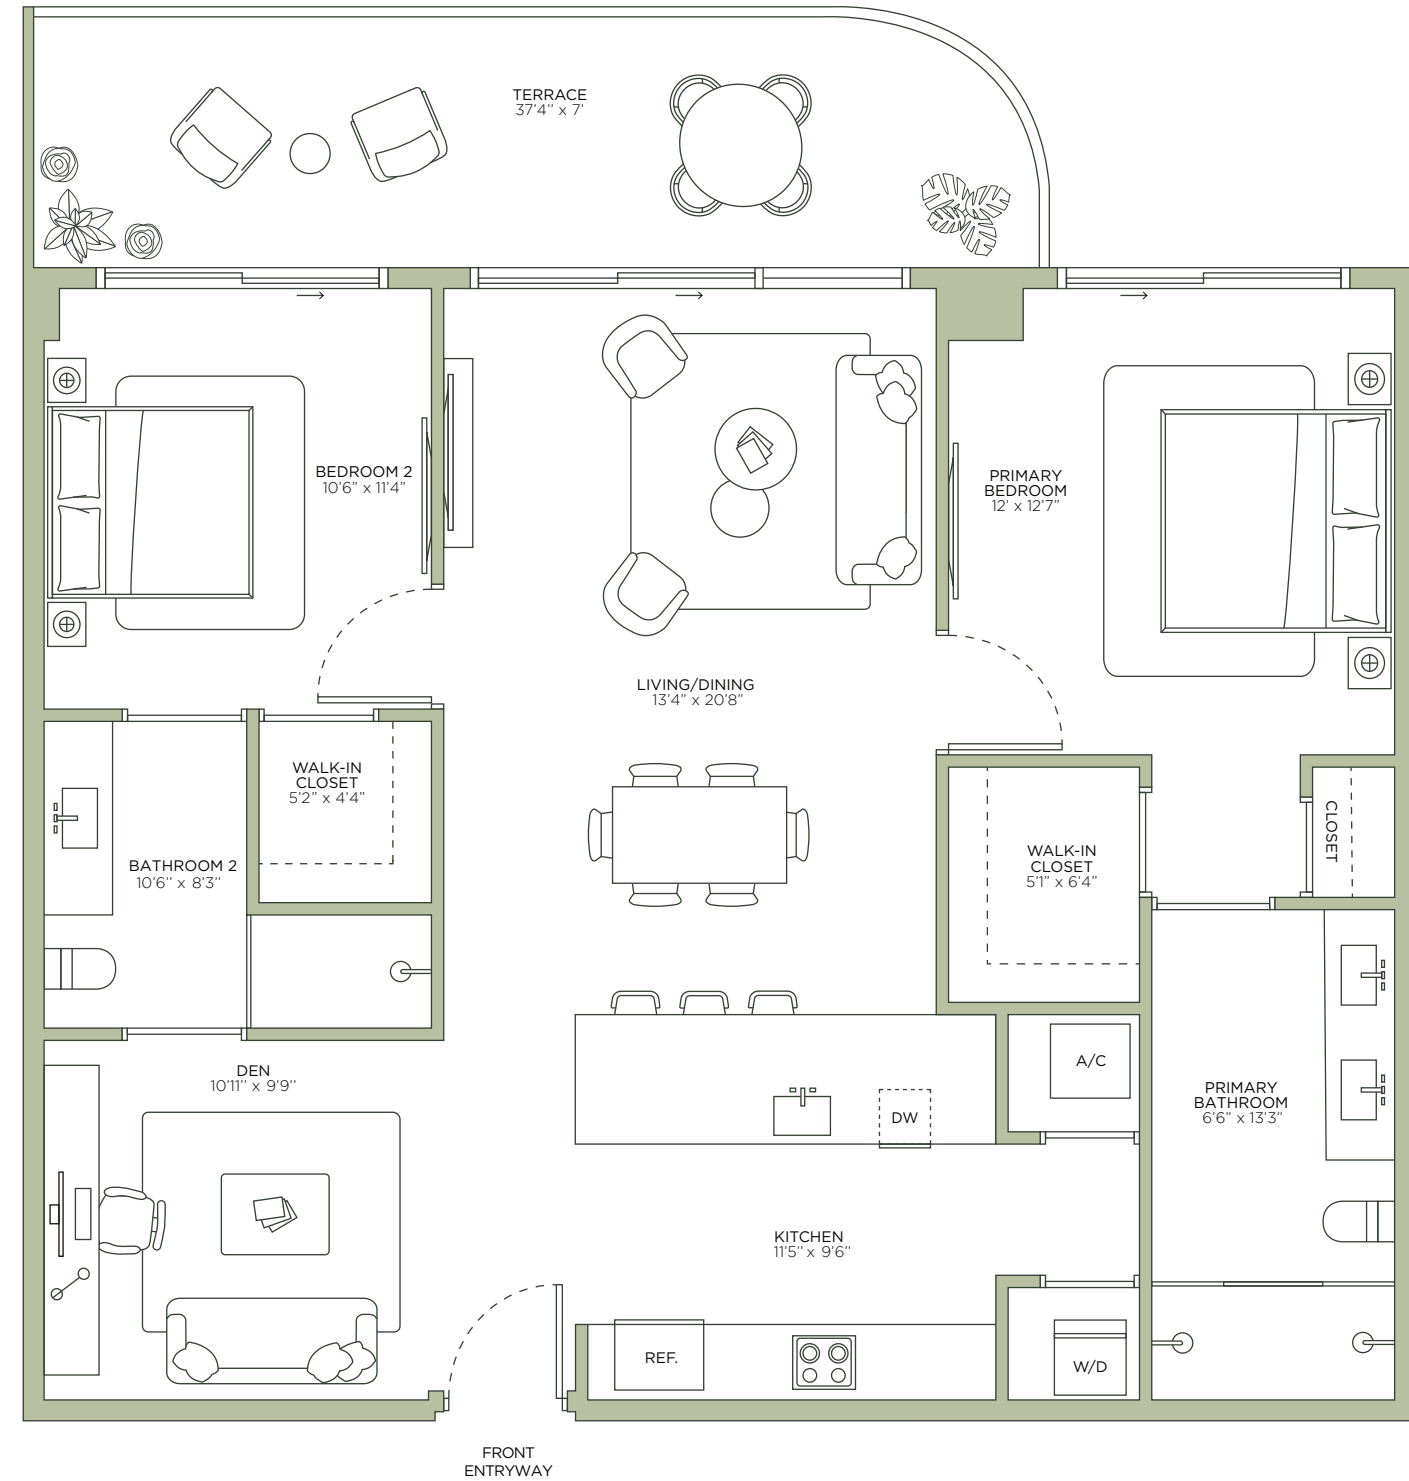 TERRACE
37'4'' x 7'
BEDROOM 2
10'6” x 11'4”
PRIMARY
BEDROOM
12' x 12'7”
LIVING/DINING
13'4” x 20'8”
WALK-IN
CLOSET
5'2” x 4'4”
BATHROOM 2
10'6'' x 8'3''
WALK-IN
CLOSET
5'1” x 6'4”
CLOSET
DEN
10'11'' x 9'9''
A/C
DW
PRIMARY
BATHROOM
6'6” x 13'3”
KITCHEN
11'5'' x 9'6''
REF.
W/D
FRONT
ENTRYWAY